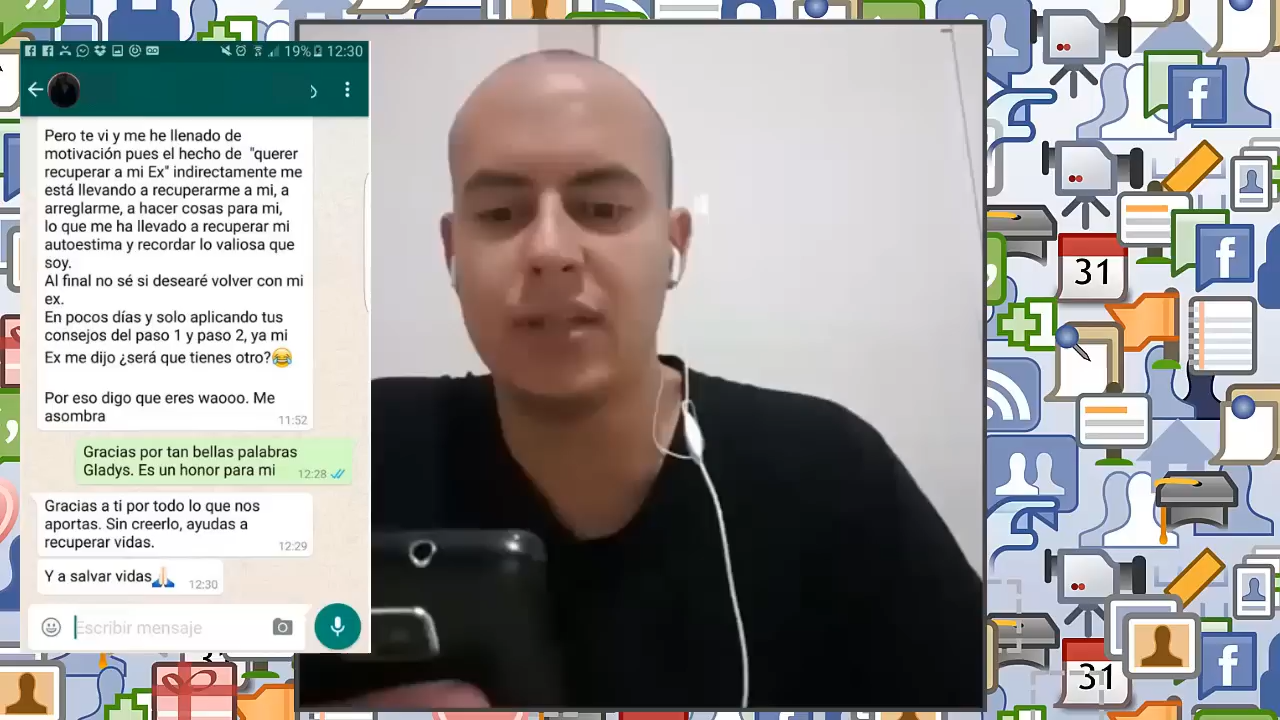 19% 12:30
Pero te vi y me he llenado de
motivación pues el hecho de "querer
recuperar a mi Ex" indirectamente me
está llevando a recuperarme a mi, a
arreglarme, a hacer cosas para mi,
lo que me ha llevado a recuperar mi
autoestima y recordar lo valiosa que
soy.
Al final no sé si desearé volver con mi
ex.
En pocos días y solo aplicando tus
consejos del paso 1 y paso 2, ya mi
Ex me dijo ¿será que tienes otro?😂
Por eso digo que eres waooo. Me
asombra
11:52
Gracias por tan bellas palabras
Gladys. Es un honor para mi
12:28
Gracias a ti por todo lo que nos
aportas. Sin creerlo, ayudas a
recuperar vidas.
12:29
Y a salvar vidas🙏🏻
12:30
Escribir mensaje
31
31